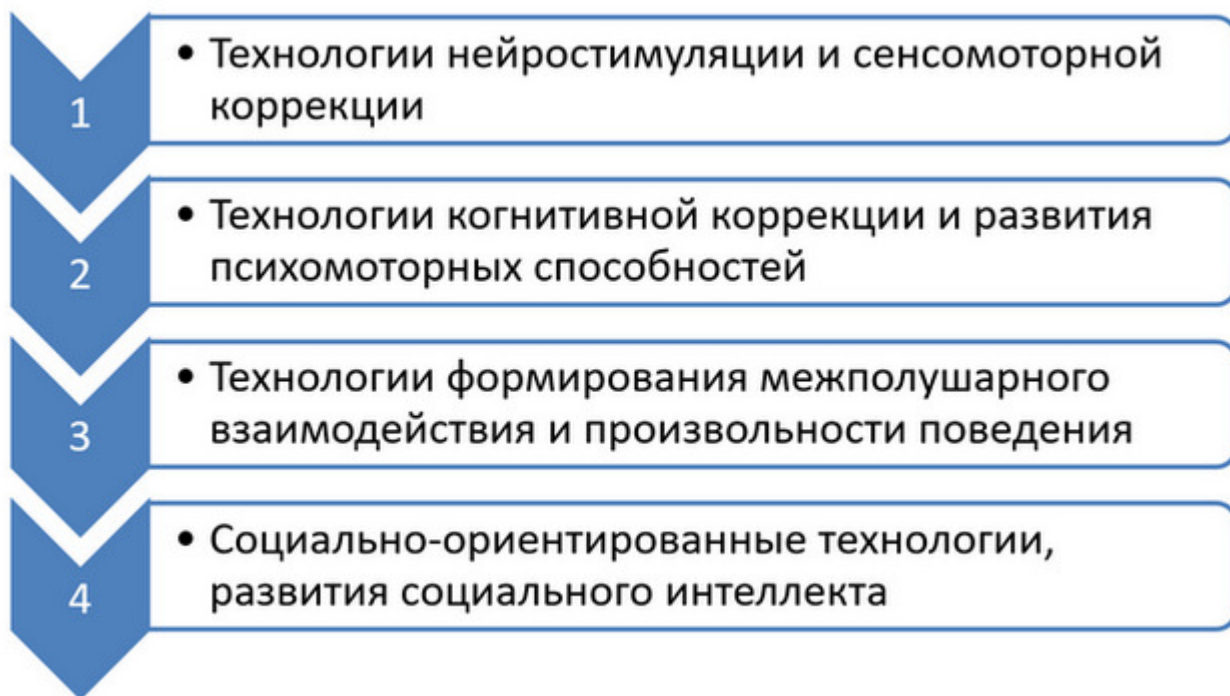 1
• Технологии нейростимуляции и сенсомоторной
коррекции
2
• Технологии когнитивной коррекции и развития
психомоторных способностей
3
• Технологии формирования межполушарного
взаимодействия и произвольности поведения
4
• Социально-ориентированные технологии,
развития социального интеллекта